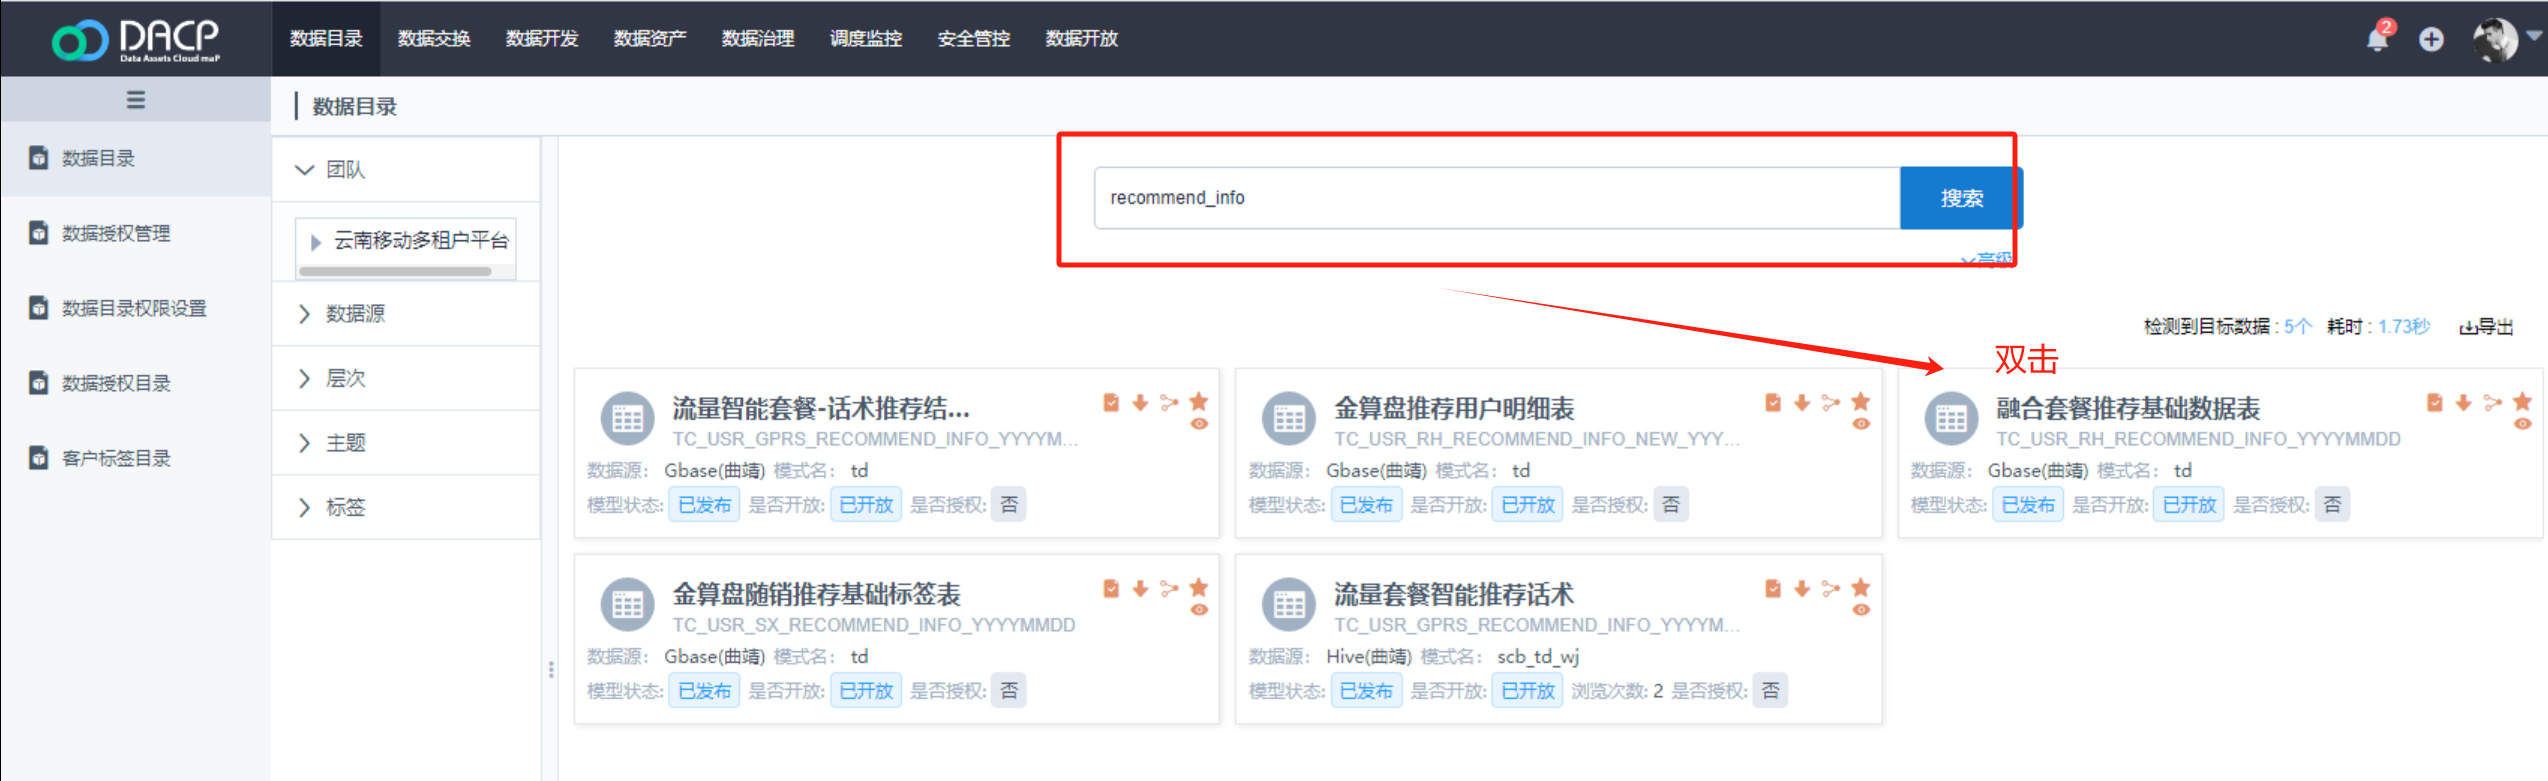 DACP
Data Assets Cloud maP
数据目录 数据交换 数据开发 数据资产 数据治理 调度监控 安全管控 数据开放
2
数据目录
数据目录
数据授权管理
数据目录权限设置
数据授权目录
客户标签目录
团队
云南移动多租户平台
数据源
层次
主题
标签
recommend_info
搜索
高级
检测到目标数据 : 5个 耗时 : 1.73秒 导出
双击
流量智能套餐-话术推荐结...
TC_USR_GPRS_RECOMMEND_INFO_YYYYM...
数据源: Gbase(曲靖) 模式名: td
模型状态: 已发布 是否开放: 已开放 是否授权: 否
金算盘推荐用户明细表
TC_USR_RH_RECOMMEND_INFO_NEW_YYY...
数据源: Gbase(曲靖) 模式名: td
模型状态: 已发布 是否开放: 已开放 是否授权: 否
融合套餐推荐基础数据表
TC_USR_RH_RECOMMEND_INFO_YYYYMMDD
数据源: Gbase(曲靖) 模式名: td
模型状态: 已发布 是否开放: 已开放 是否授权: 否
金算盘随销推荐基础标签表
TC_USR_SX_RECOMMEND_INFO_YYYYMMDD
数据源: Gbase(曲靖) 模式名: td
模型状态: 已发布 是否开放: 已开放 是否授权: 否
流量套餐智能推荐话术
TC_USR_GPRS_RECOMMEND_INFO_YYYYM...
数据源: Hive(曲靖) 模式名: scb_td_wj
模型状态: 已发布 是否开放: 已开放 浏览次数: 2 是否授权: 否